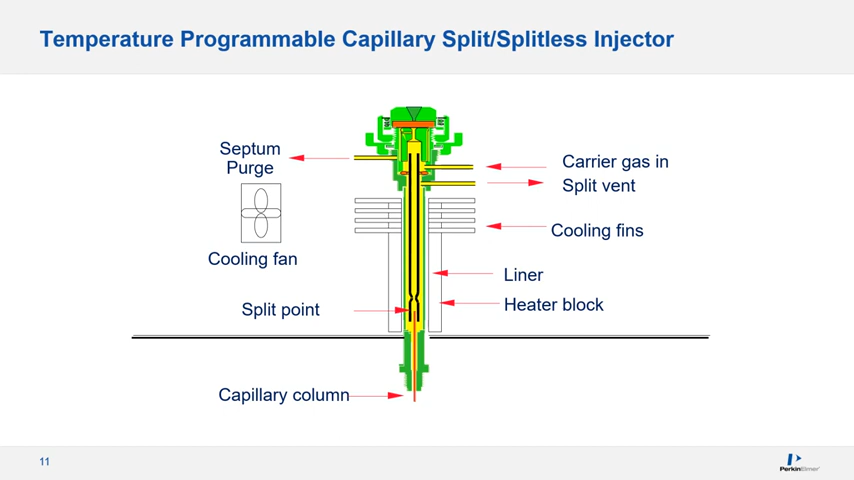 Temperature Programmable Capillary Split/Splitless Injector
Septum
Purge
Carrier gas in
Split vent
Cooling fins
Cooling fan
Liner
Heater block
Split point
Capillary column
11
PerkinElmer